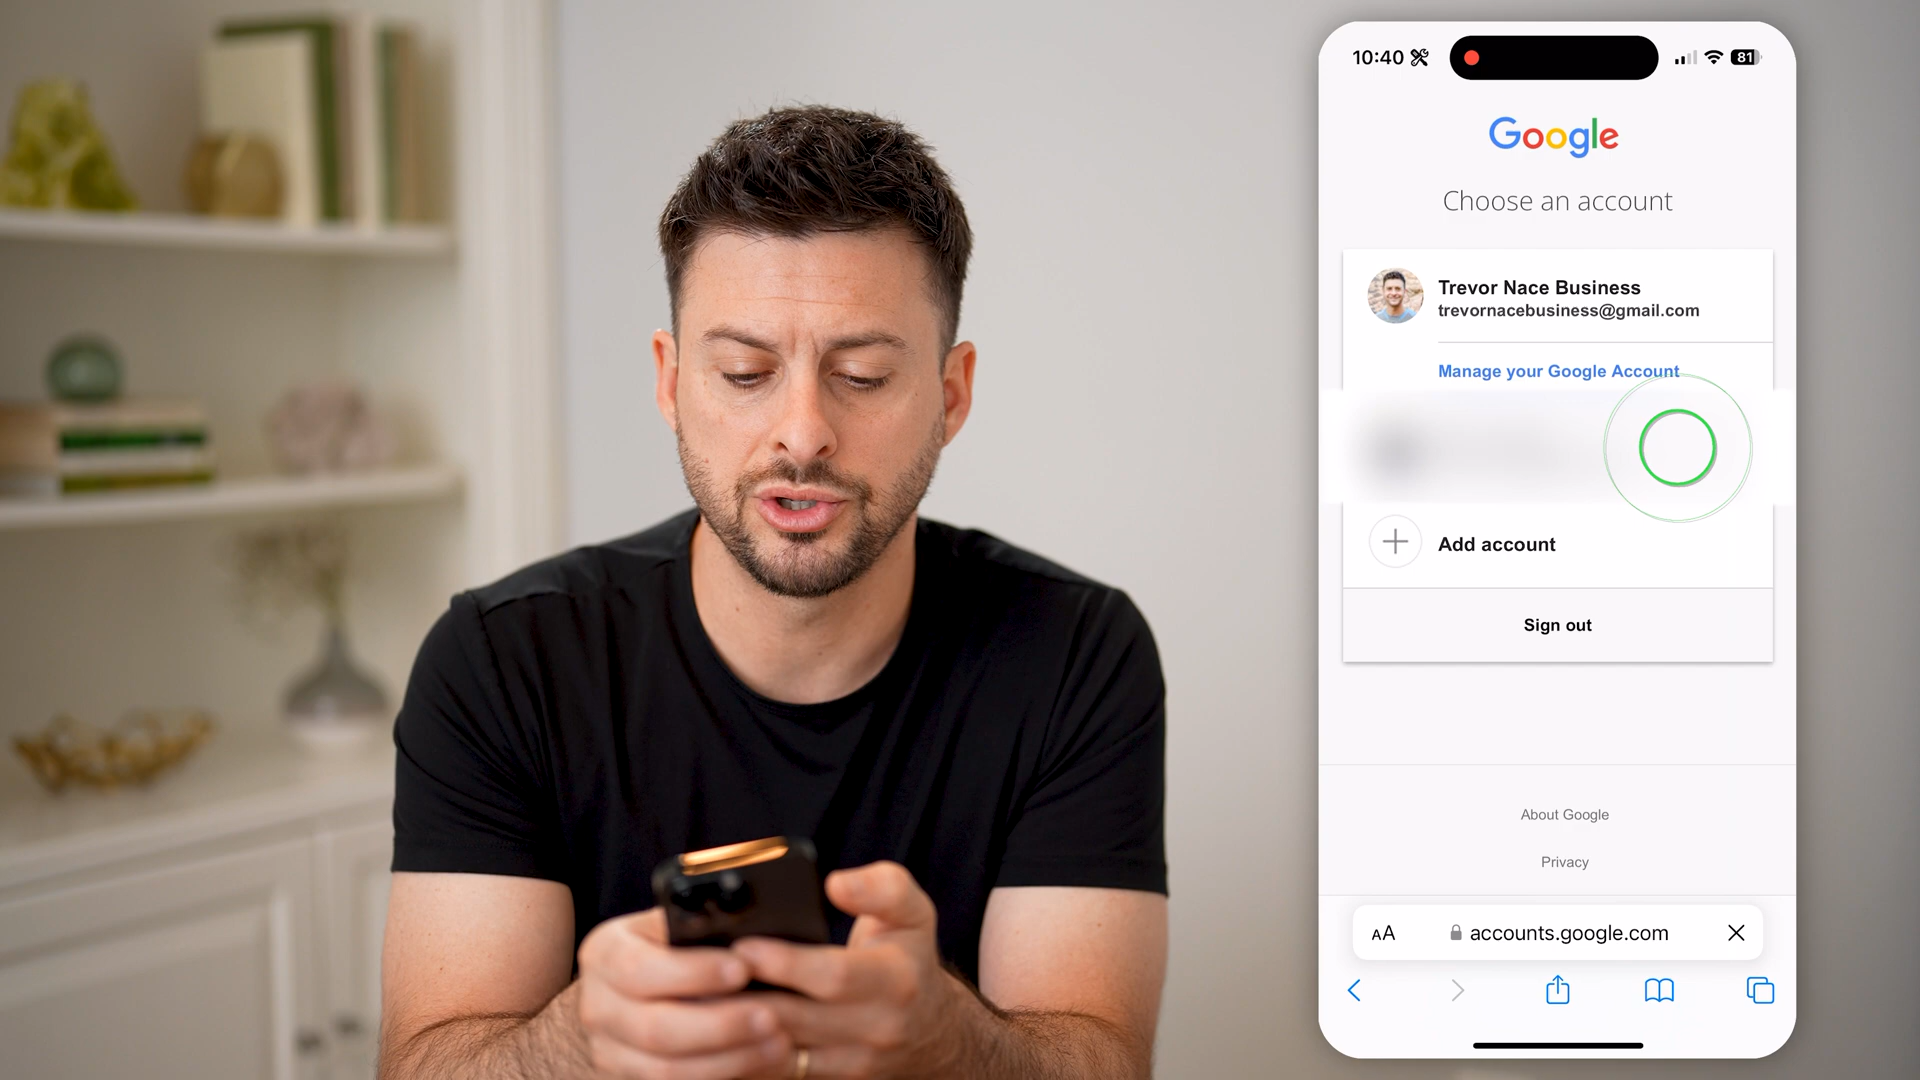 10:40
81
Google
Choose an account
Trevor Nace Business
trevornacebusiness@gmail.com
Manage your Google Account
Add account
Sign out
About Google
Privacy
AA
accounts.google.com